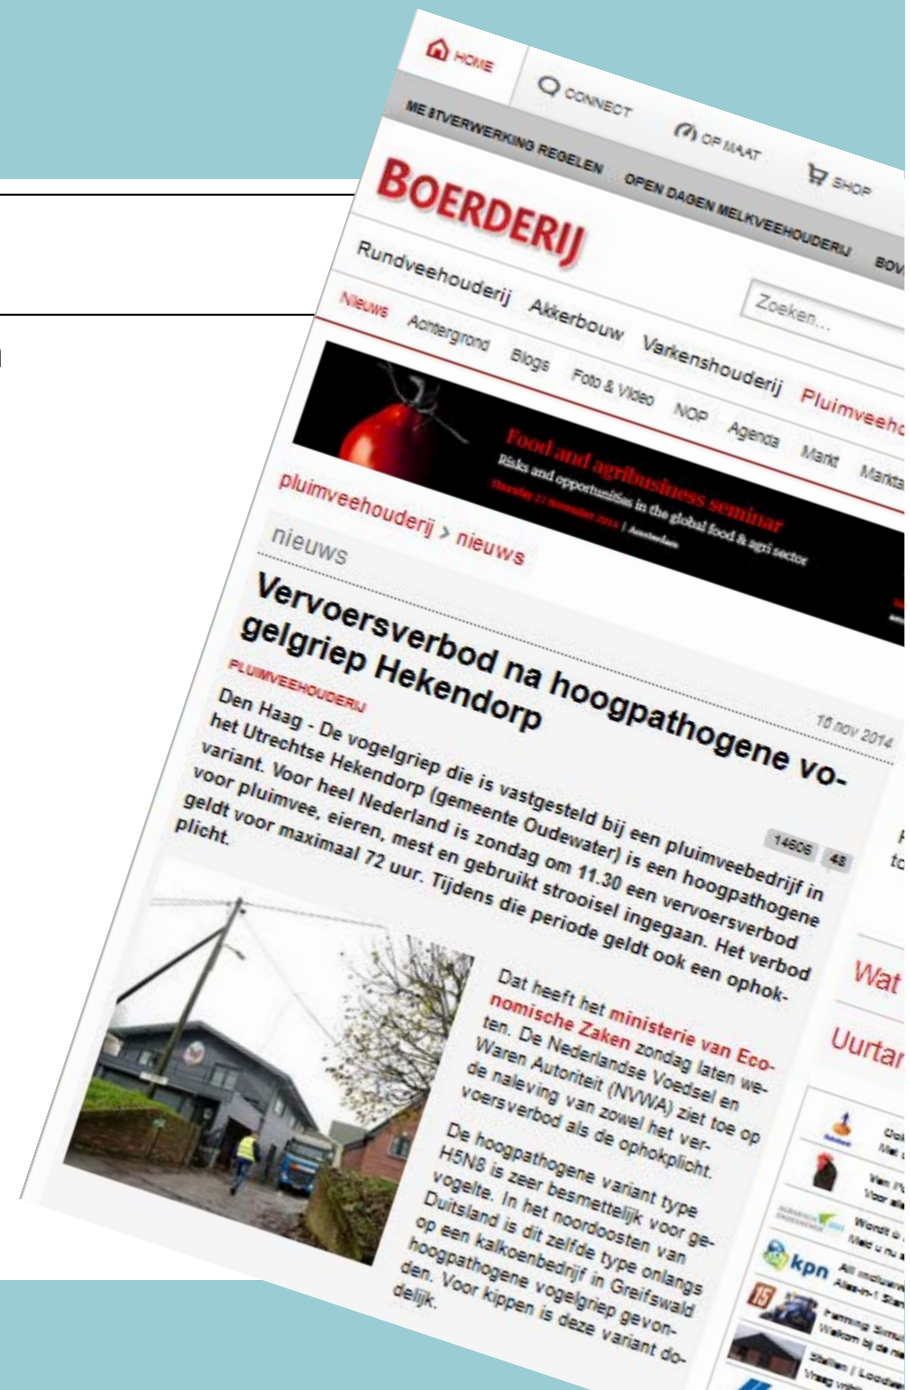 HOME
CONNECT
OP MAAT
SHOP
OPEN DAGEN MELKVEEHOUDERIJ
BOERDERIJ
Zoeken...
Rundveehouderij Akkerbouw Varkenshouderij
Nieuws Achtergrond Blogs Foto & Video NOP Agenda Markt
Food and agribusiness seminar
Risks and opportunities in the global food & agri sector
Thursday 27 November 2014 | Amsterdam
pluimveehouderij > nieuws
nieuws
16 nov 2014
Vervoersverbod na hoogpathogene vo-
gelgriep Hekendorp
PLUIMVEEHOUDERIJ
14606 48
Den Haag - De vogelgriep die is vastgesteld bij een pluimveebedrijf in
het Utrechtse Hekendorp (gemeente Oudewater) is een hoogpathogene
variant. Voor heel Nederland is zondag om 11.30 een vervoersverbod
voor pluimvee, eieren, mest en gebruikt strooisel ingegaan. Het verbod
geldt voor maximaal 72 uur. Tijdens die periode geldt ook een ophok-
plicht.
Dat heeft het ministerie van Eco-
nomische Zaken zondag laten we-
ten. De Nederlandse Voedsel en
Waren Autoriteit (NVWA) ziet toe op
de naleving van zowel het ver-
voersverbod als de ophokplicht.
De hoogpathogene variant type
H5N8 is zeer besmettelijk voor ge-
vogelte. In het noordoosten van
Duitsland is dit zelfde type onlangs
op een kalkoenbedrijf in Greifswald
hoogpathogene vogelgriep gevon-
den. Voor kippen is deze variant do-
delijk.
Wat
kpn